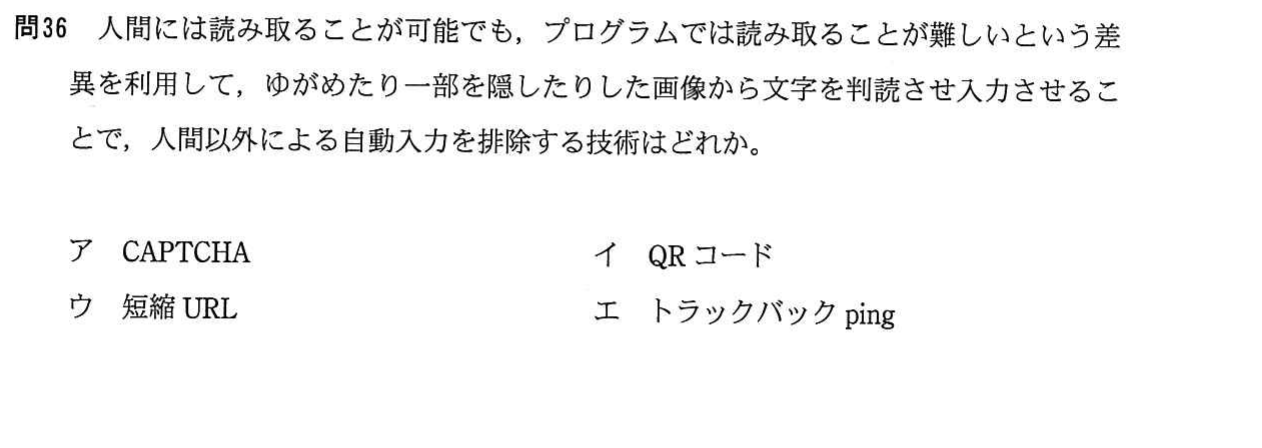 問36 人間には読み取ることが可能でも，プログラムでは読み取ることが難しいという差
異を利用して，ゆがめたり一部を隠したりした画像から文字を判読させ入力させるこ
とで，人間以外による自動入力を排除する技術はどれか。
ア CAPTCHA イ QR コード
ウ 短縮 URL エ トラックバック ping